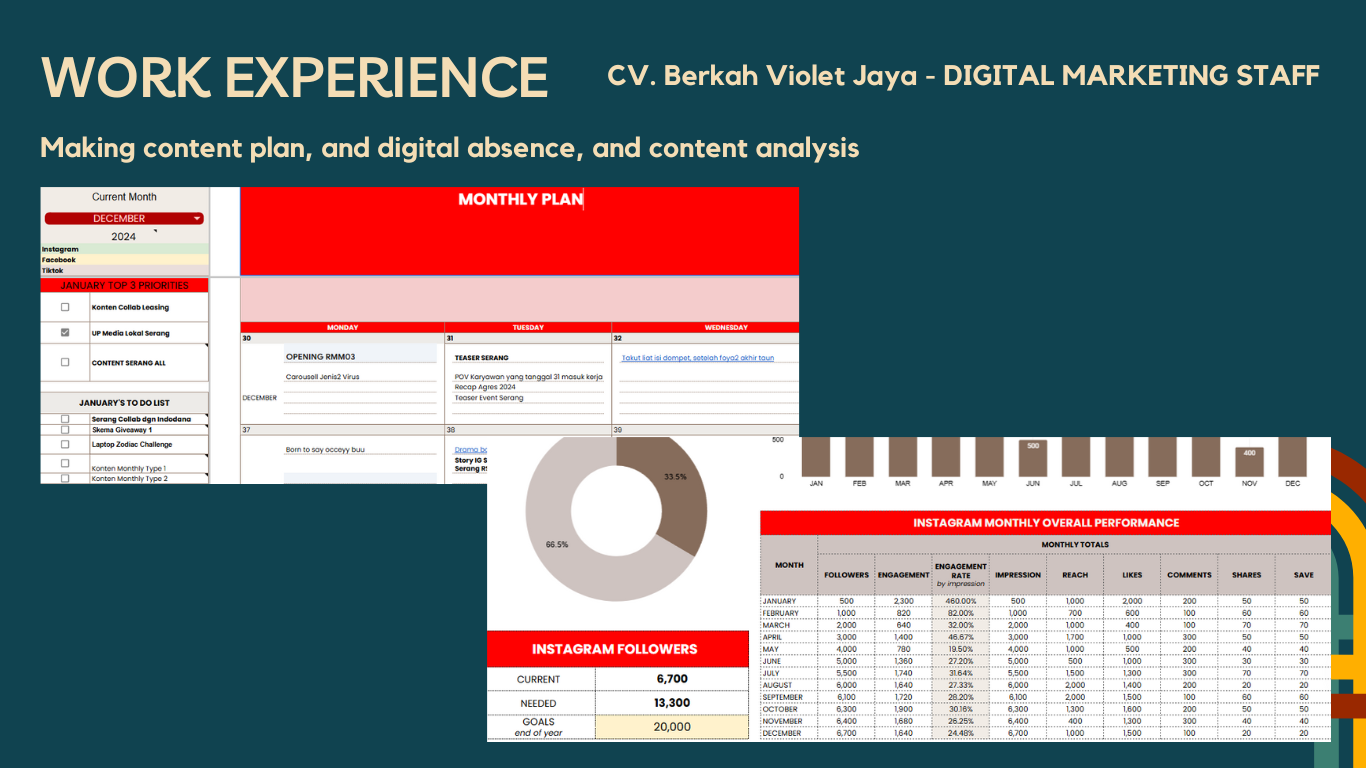 WORK EXPERIENCE
CV. Berkah Violet Jaya - DIGITAL MARKETING STAFF
Making content plan, and digital absence, and content analysis
Current Month
DECEMBER
2024
Instagram
Facebook
Tiktok
JANUARY TOP 3 PRIORITIES
Konten Collab Leasing
UP Media Lokal Serang
CONTENT SERANG ALL
JANUARY'S TO DO LIST
Serang Collab dgn Indodana
Skema Giveaway 1
Laptop Zodiac Challenge
Konten Monthly Type 1
Konten Monthly Type 2
MONTHLY PLAN
MONDAY TUESDAY WEDNESDAY
30 31 32
OPENING RMM03 TEASER SERANG Takut liat isi dompet, setelah foya2 akhir taun
Carousell Jenis2 Virus POV Karyawan yang tanggal 31 masuk kerja
Recap Agres 2024
DECEMBER Teaser Event Serang
37 38 39
Born to say occeyy buu Drama
Story IG S
Serang
33.5%
66.5%
500
0
500 400
JAN FEB MAR APR MAY JUN JUL AUG SEP OCT NOV DEC
INSTAGRAM FOLLOWERS
CURRENT 6,700
NEEDED 13,300
GOALS 20,000
end of year
INSTAGRAM MONTHLY OVERALL PERFORMANCE
MONTHLY TOTALS
MONTH FOLLOWERS ENGAGEMENT ENGAGEMENT RATE by impression IMPRESSION REACH LIKES COMMENTS SHARES SAVE
JANUARY 500 2,300 460.00% 500 1,000 2,000 200 50 50
FEBRUARY 1,000 820 82.00% 1,000 700 600 100 60 60
MARCH 2,000 640 32.00% 2,000 1,000 400 100 70 70
APRIL 3,000 1,400 46.67% 3,000 1,700 1,000 300 50 50
MAY 4,000 780 19.50% 4,000 1,000 500 200 40 40
JUNE 5,000 1,360 27.20% 5,000 500 1,000 300 30 30
JULY 5,500 1,740 31.64% 5,500 1,500 1,300 300 70 70
AUGUST 6,000 1,640 27.33% 6,000 2,000 1,400 200 20 20
SEPTEMBER 6,100 1,720 28.20% 6,100 2,000 1,500 100 60 60
OCTOBER 6,300 1,900 30.16% 6,300 1,300 1,600 200 50 50
NOVEMBER 6,400 1,680 26.25% 6,400 400 1,300 300 40 40
DECEMBER 6,700 1,640 24.48% 6,700 1,000 1,500 100 20 20